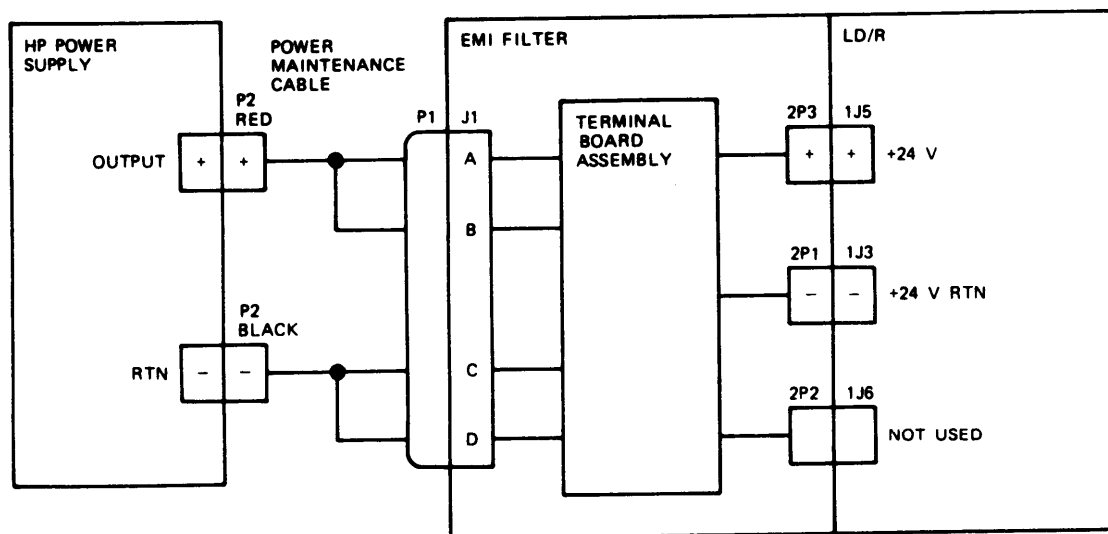 HP POWER
SUPPLY
POWER
MAINTENANCE
CABLE
EMI FILTER
LD/R
P2
RED
OUTPUT
+ +
P1 J1
A
B
C
D
TERMINAL
BOARD
ASSEMBLY
2P3 1J5
+ + +24 V
2P1 1J3
– – +24 V RTN
P2
BLACK
RTN
– –
2P2 1J6
NOT USED